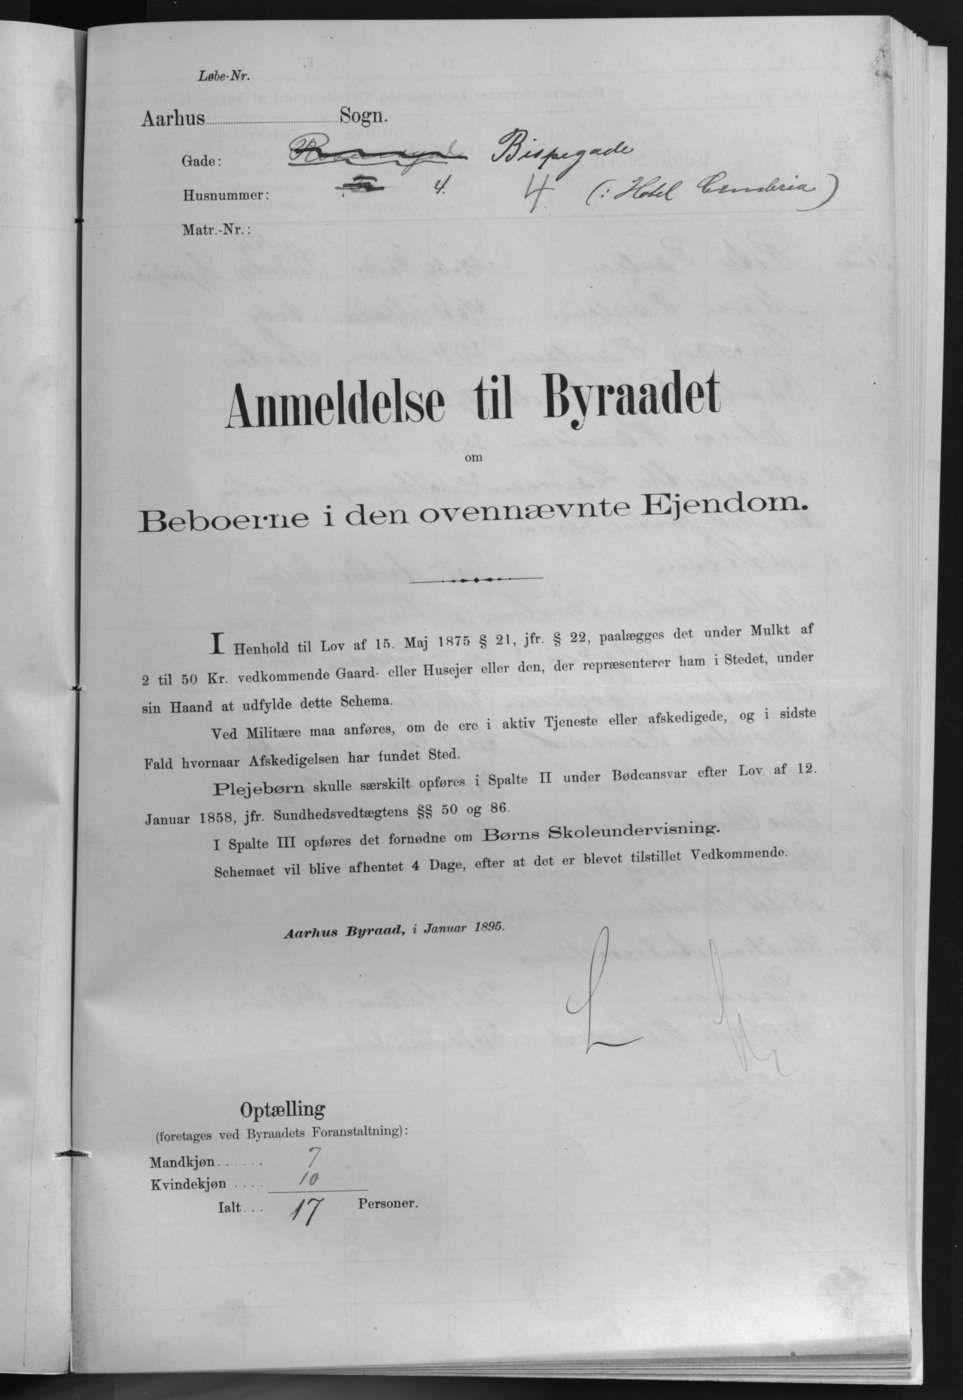 Løbe-Nr.
Aarhus Sogn.
Gade: Bispegade
Husnummer: 4. 4 (: Hotel Cimbria)
Matr.-Nr.:
Anmeldelse til Byraadet
om
Beboerne i den ovennævnte Ejendom.
I Henhold til Lov af 15. Maj 1875 § 21, jfr. § 22, paalægges det under Mulkt af
2 til 50 Kr. vedkommende Gaard- eller Husejer eller den, der repræsenterer ham i Stedet, under
sin Haand at udfylde dette Schema.
Ved Militære maa anføres, om de ere i aktiv Tjeneste eller afskedigede, og i sidste
Fald hvornaar Afskedigelsen har fundet Sted.
Plejebørn skulle særskilt opføres i Spalte II under Bødeansvar efter Lov af 12.
Januar 1858, jfr. Sundhedsvedtægtens §§ 50 og 86.
I Spalte III opføres det fornødne om Børns Skoleundervisning.
Schemaet vil blive afhentet 4 Dage, efter at det er blevet tilstillet Vedkommende.
Aarhus Byraad, i Januar 1895.
L
Optælling
(foretages ved Byraadets Foranstaltning):
Mandkjøn...... 7
Kvindekjøn .... 10
Ialt... 17 Personer.